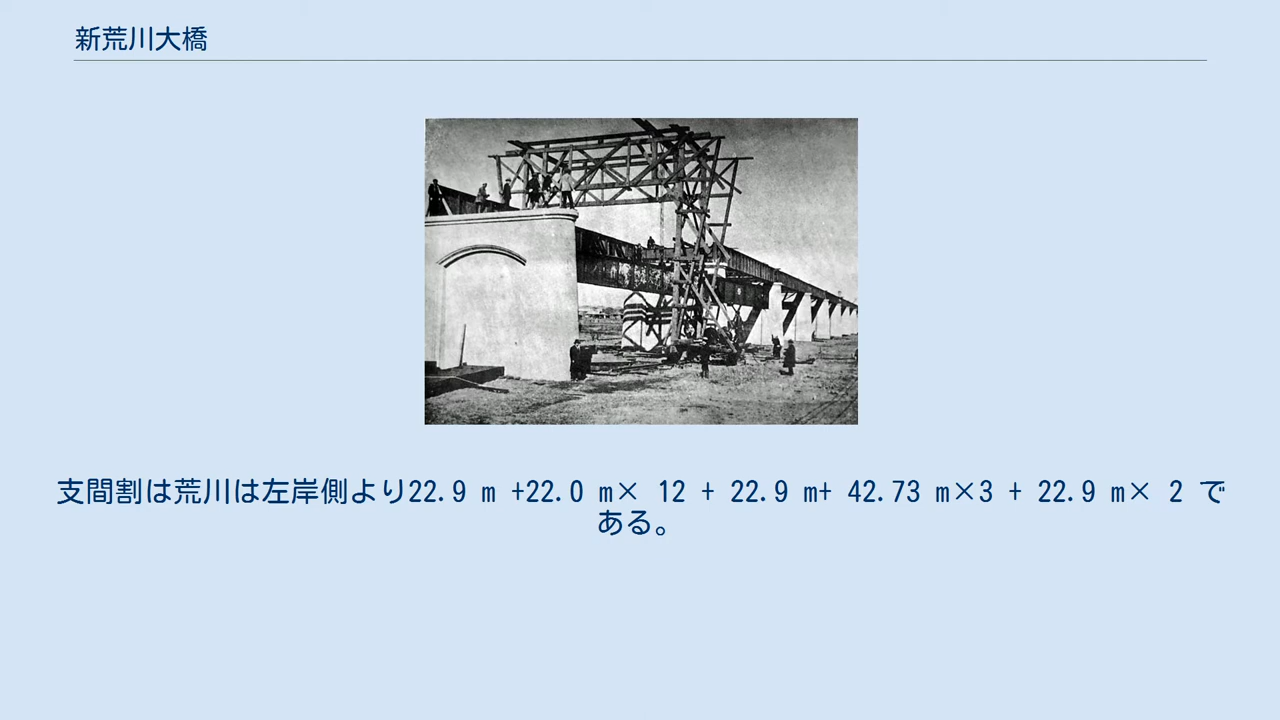 新荒川大橋
支間割は荒川は左岸側より22.9 m +22.0 m× 12 + 22.9 m+ 42.73 m×3 + 22.9 m× 2 で
ある。